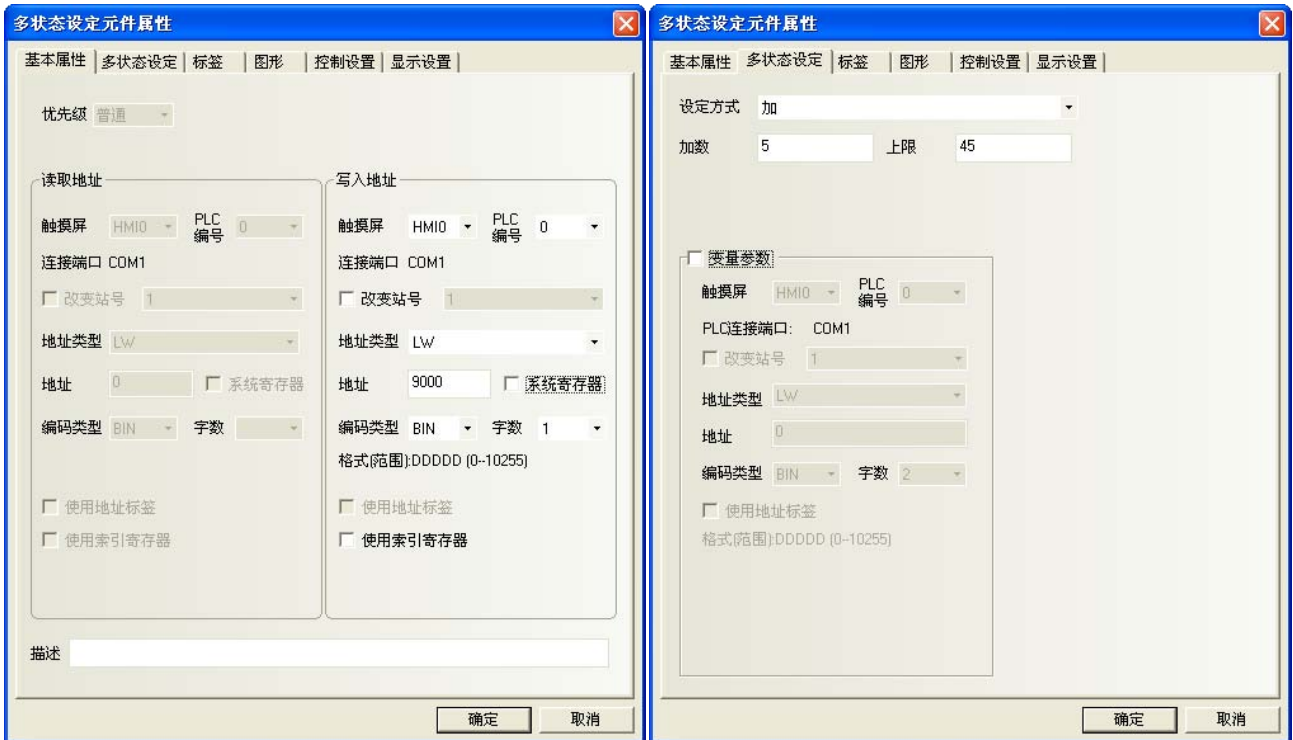 多状态设定元件属性
基本属性 多状态设定 标签 图形 控制设置 显示设置
优先级 普通
读取地址
触摸屏 HMI0 PLC编号 0
连接端口 COM1
改变站号 1
地址类型 LW
地址 0 系统寄存器
编码类型 BIN 字数
使用地址标签
使用索引寄存器
写入地址
触摸屏 HMI0 PLC编号 0
连接端口 COM1
改变站号 1
地址类型 LW
地址 9000 系统寄存器
编码类型 BIN 字数 1
格式(范围):DDDDD (0--10255)
使用地址标签
使用索引寄存器
描述
确定 取消
多状态设定元件属性
基本属性 多状态设定 标签 图形 控制设置 显示设置
设定方式 加
加数 5 上限 45
变量参数
触摸屏 HMI0 PLC编号 0
PLC连接端口: COM1
改变站号 1
地址类型 LW
地址 0
编码类型 BIN 字数 2
使用地址标签
格式(范围):DDDDD (0--10255)
确定 取消